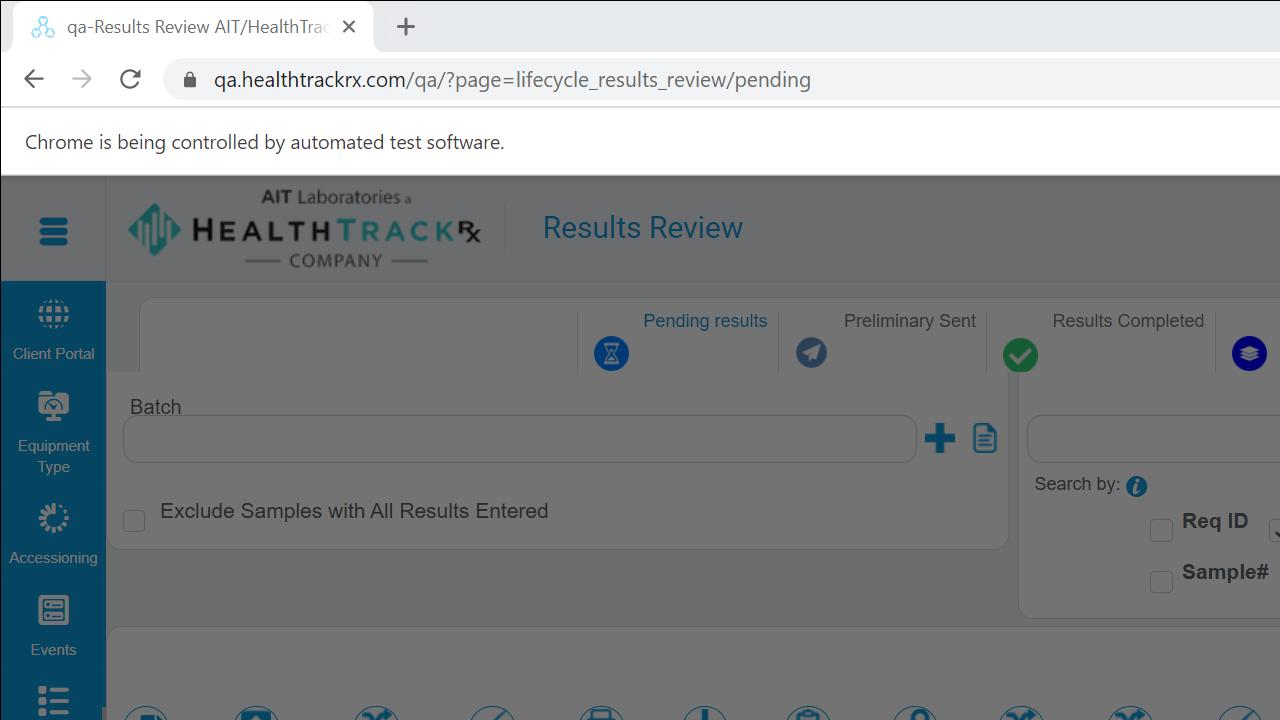 qa-Results Review AIT/HealthTrac
qa.healthtrackrx.com/qa/?page=lifecycle_results_review/pending
Chrome is being controlled by automated test software.
AIT Laboratories a
HEALTHTRACKRx
COMPANY
Results Review
Client Portal
Equipment
Type
Accessioning
Events
Pending results
Preliminary Sent
Results Completed
Batch
Exclude Samples with All Results Entered
Search by:
Req ID
Sample#